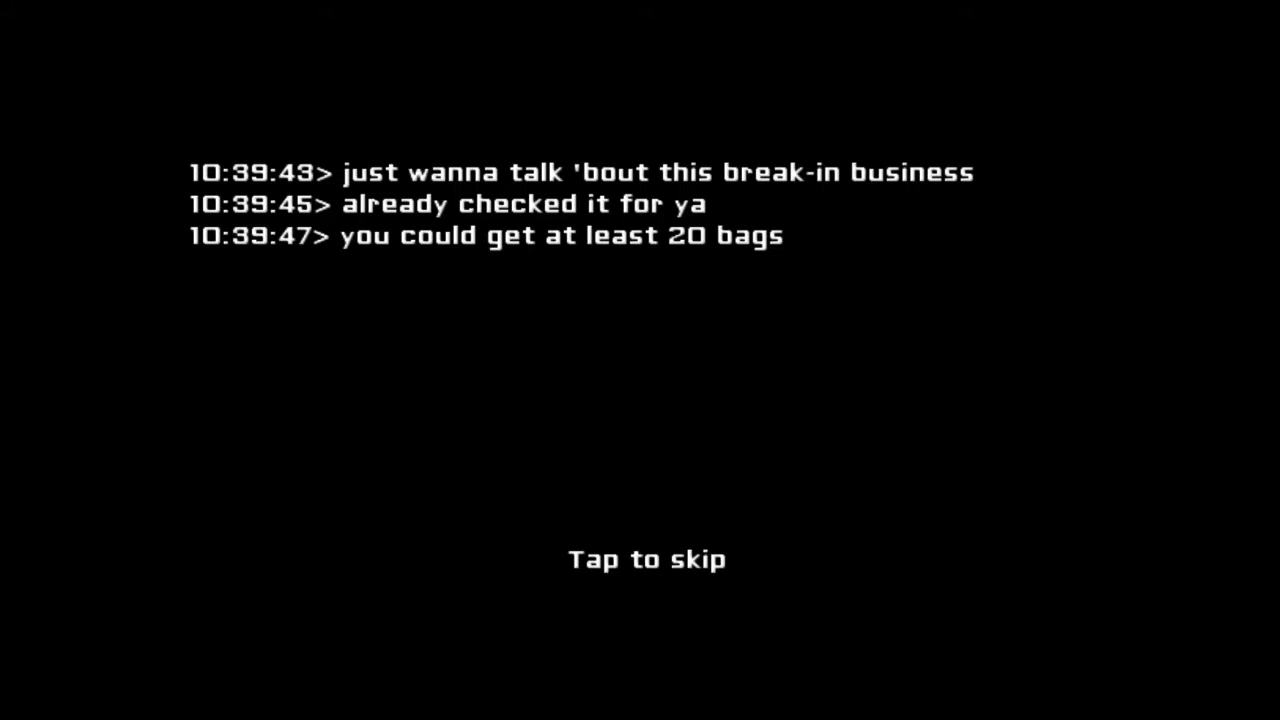 10:39:43> just wanna talk 'bout this break-in business
10:39:45> already checked it for ya
10:39:47> you could get at least 20 bags
Tap to skip